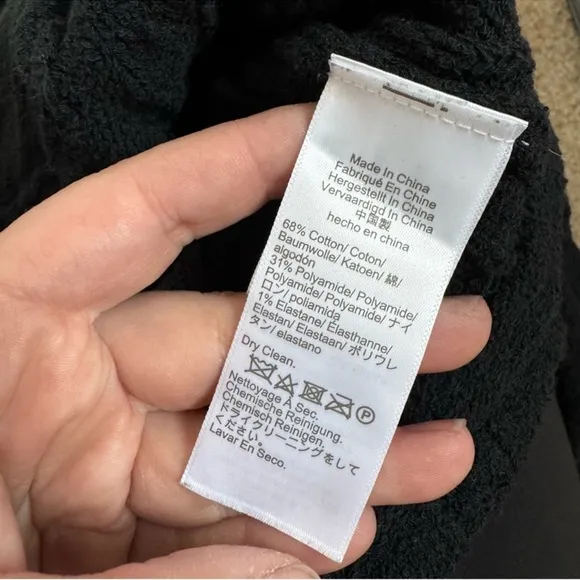 Made In China
Fabriqué En Chine
Hergestellt In China
Vervaardigd In China
中国製
hecho en china
68% Cotton/ Coton/
Baumwolle/ Katoen/ 綿/
algodón
31% Polyamide/ Polyamide/
Polyamide/ Polyamide/ ナイ
ロン/ poliamida
1% Elastane/ Élasthanne/
Elastan/ Elastaan/ ポリウレ
タン/ elastano
Dry Clean.
P
Nettoyage À Sec.
Chemische Reinigung.
Chemisch Reinigen.
ドライクリーニングをして
ください。
Lavar En Seco.